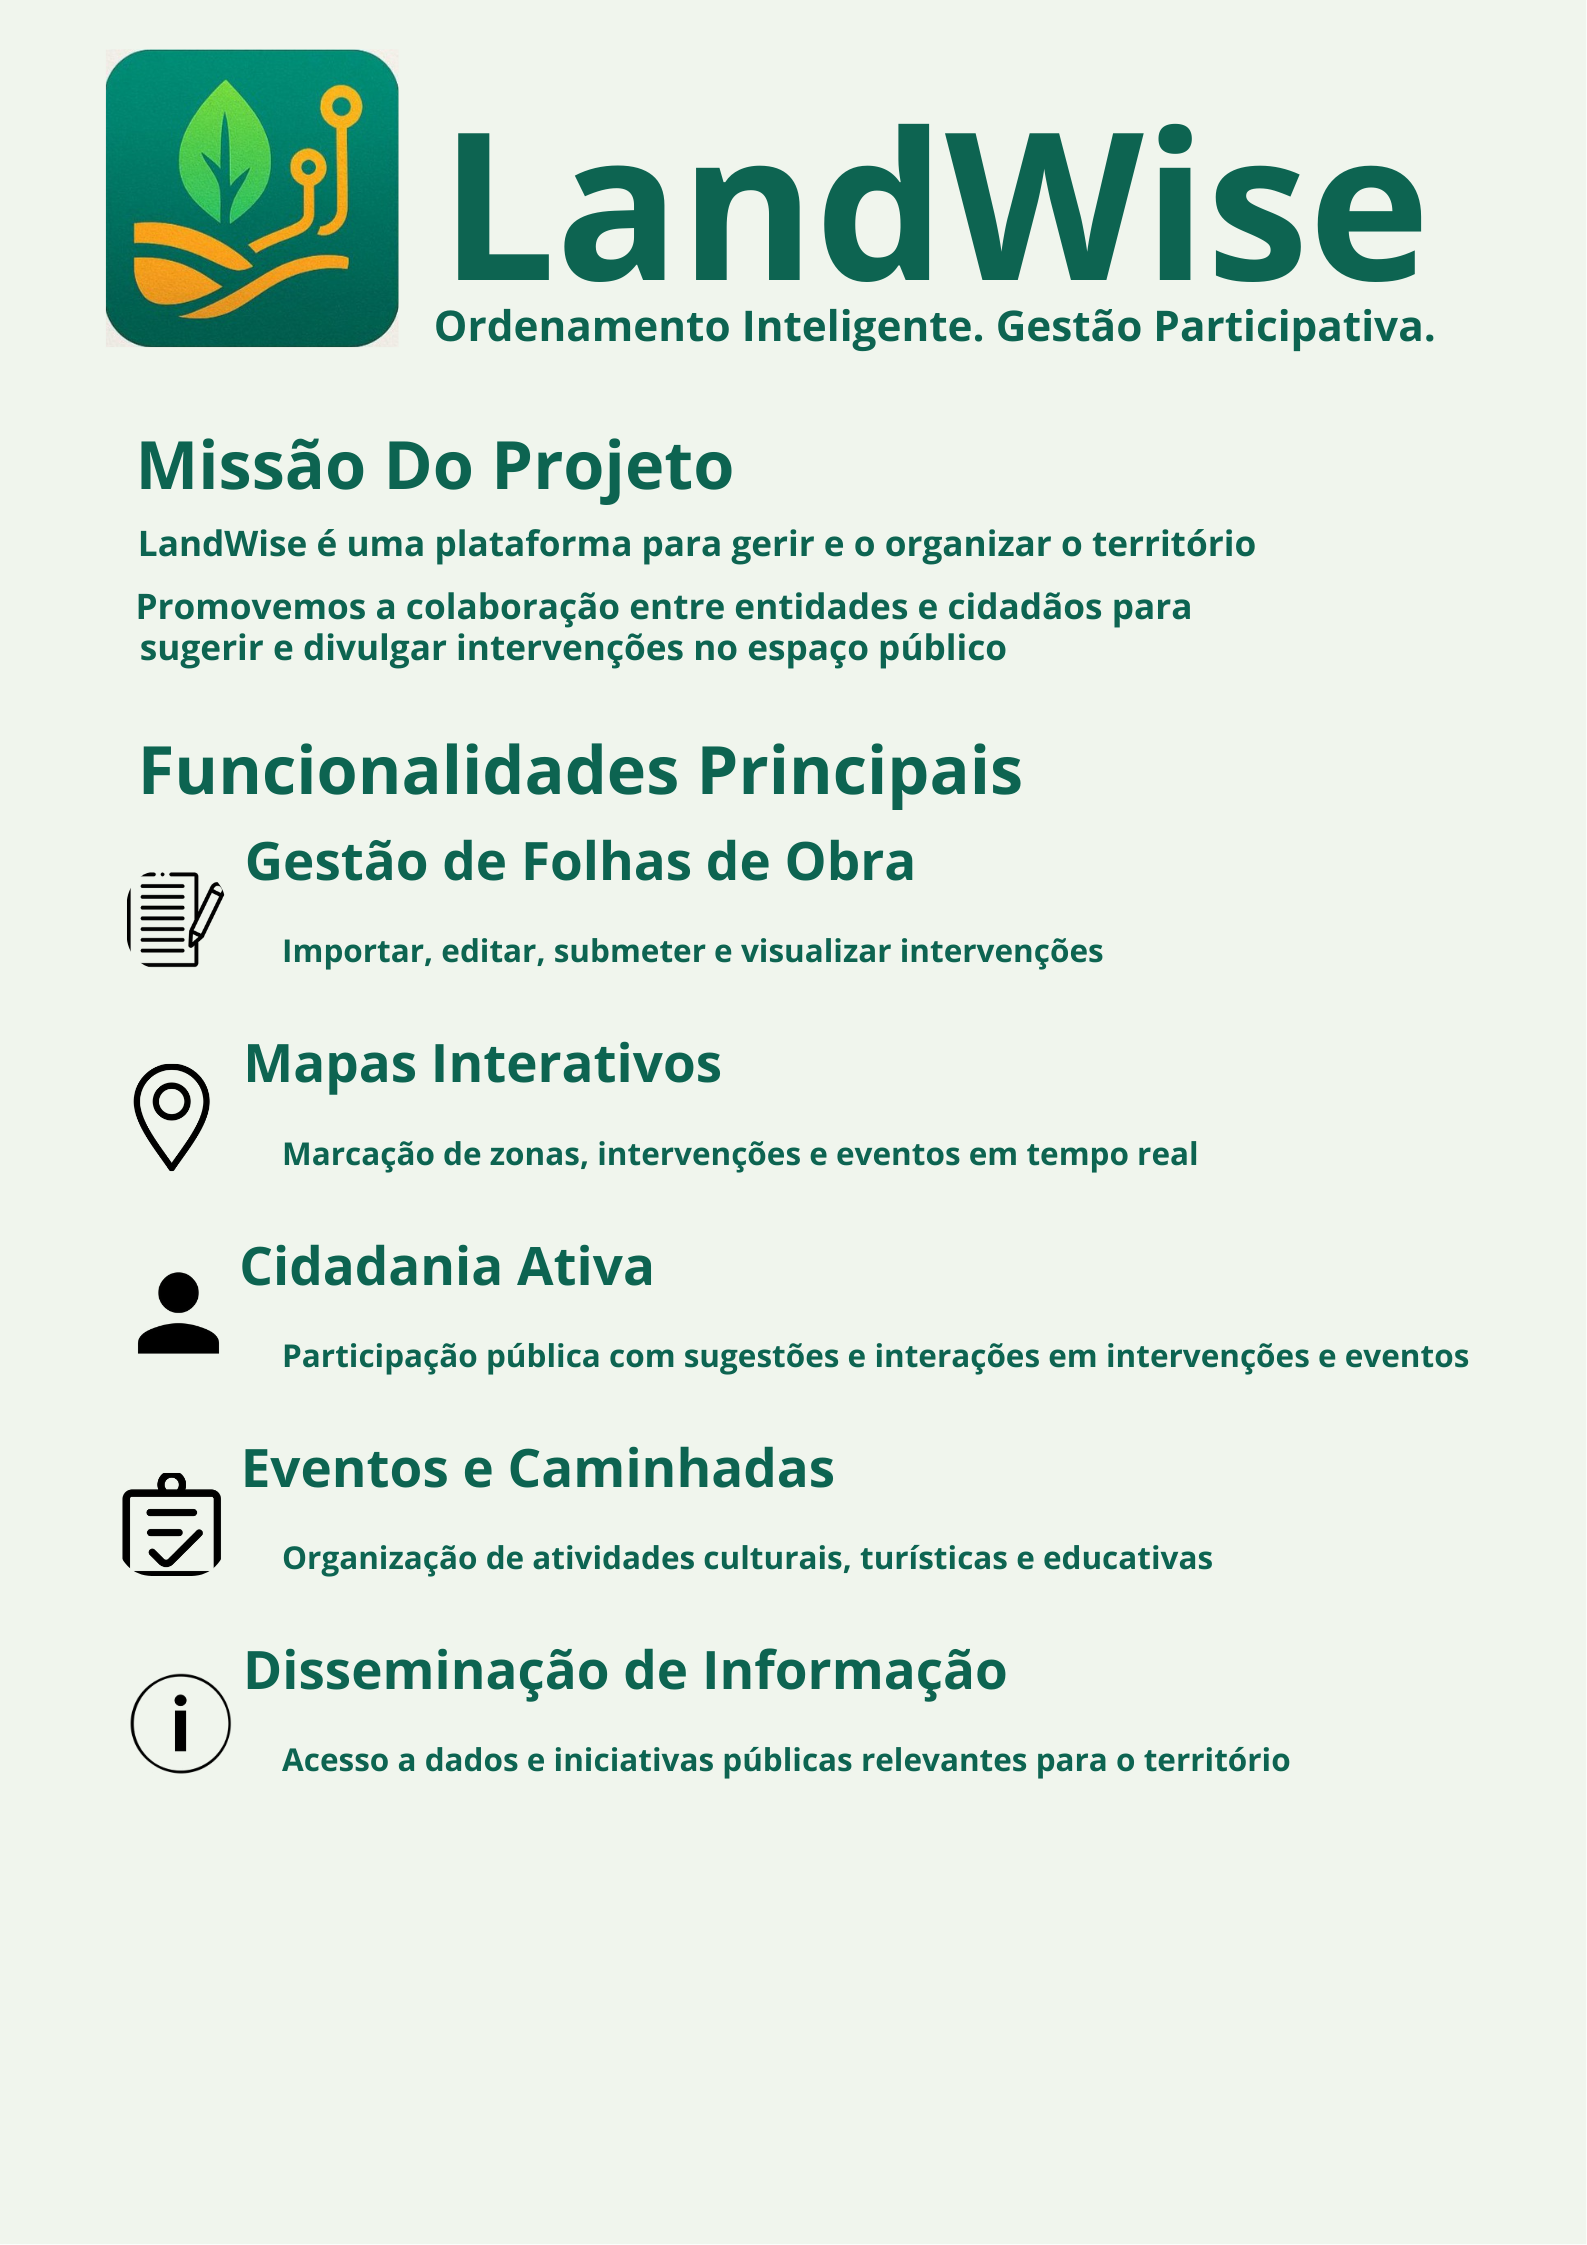 LandWise
Ordenamento Inteligente. Gestão Participativa.
Missão Do Projeto
LandWise é uma plataforma para gerir e o organizar o território
Promovemos a colaboração entre entidades e cidadãos para
sugerir e divulgar intervenções no espaço público
Funcionalidades Principais
Gestão de Folhas de Obra
Importar, editar, submeter e visualizar intervenções
Mapas Interativos
Marcação de zonas, intervenções e eventos em tempo real
Cidadania Ativa
Participação pública com sugestões e interações em intervenções e eventos
Eventos e Caminhadas
Organização de atividades culturais, turísticas e educativas
Disseminação de Informação
Acesso a dados e iniciativas públicas relevantes para o território